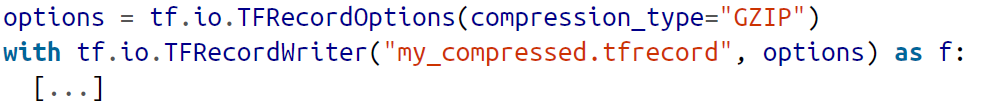 options = tf.io.TFRecordOptions(compression_type="GZIP")
with tf.io.TFRecordWriter("my_compressed.tfrecord", options) as f:
  [...]